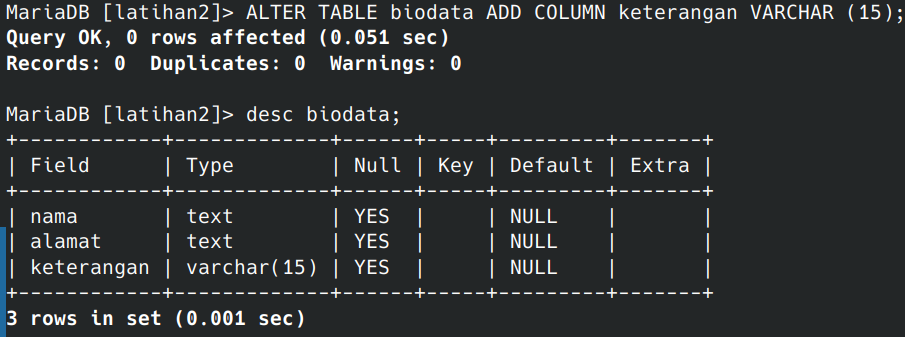 MariaDB [latihan2]> ALTER TABLE biodata ADD COLUMN keterangan VARCHAR (15);
Query OK, 0 rows affected (0.051 sec)
Records: 0  Duplicates: 0  Warnings: 0

MariaDB [latihan2]> desc biodata;
+------------+-------------+------+-----+---------+-------+
| Field      | Type        | Null | Key | Default | Extra |
+------------+-------------+------+-----+---------+-------+
| nama       | text        | YES  |     | NULL    |       |
| alamat     | text        | YES  |     | NULL    |       |
| keterangan | varchar(15) | YES  |     | NULL    |       |
+------------+-------------+------+-----+---------+-------+
3 rows in set (0.001 sec)